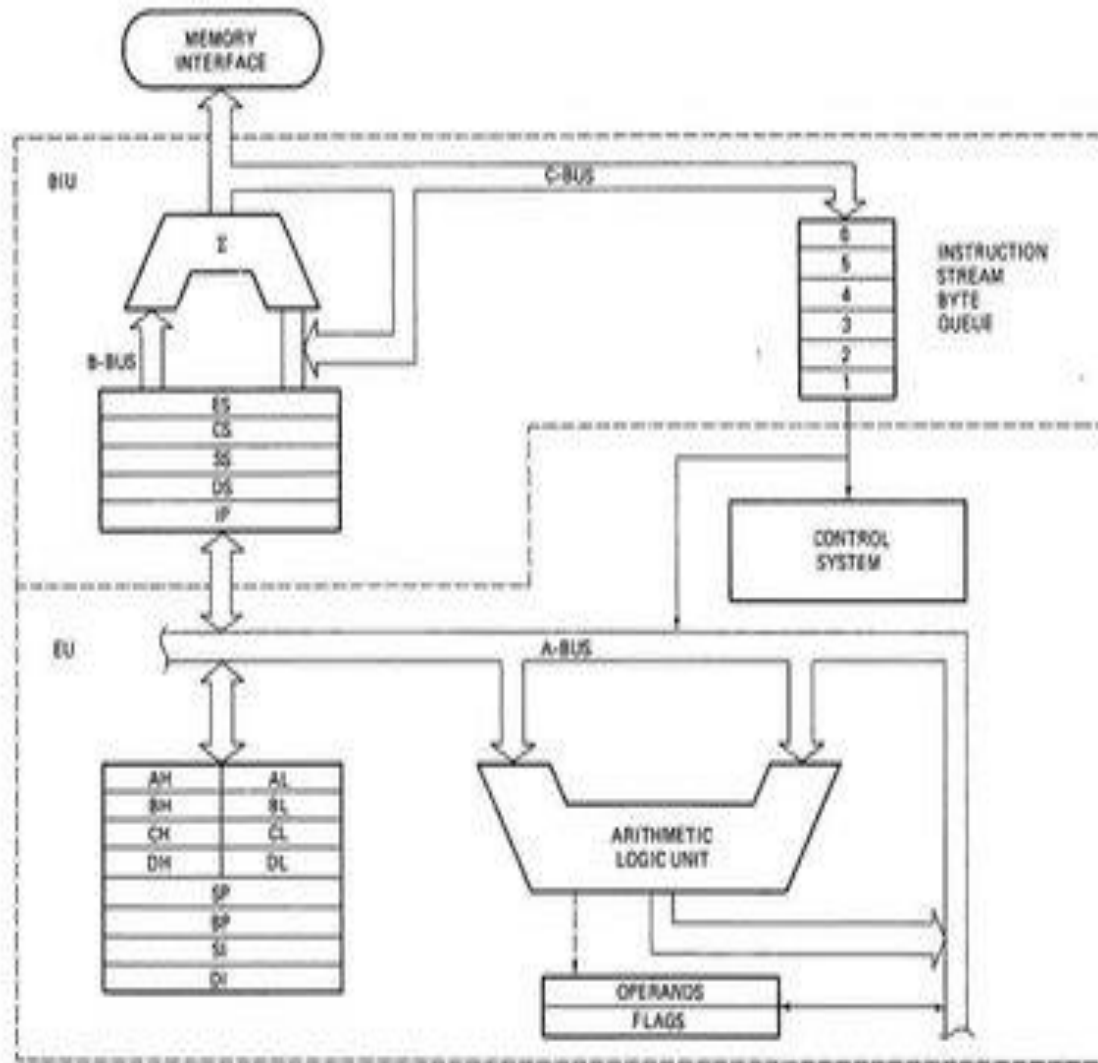 MEMORY
INTERFACE
BIU
C-BUS
Σ
B-BUS
6
5
4
3
2
1
INSTRUCTION
STREAM
BYTE
QUEUE
ES
CS
SS
DS
IP
CONTROL
SYSTEM
EU
A-BUS
AH AL
BH BL
CH CL
DH DL
SP
BP
SI
DI
ARITHMETIC
LOGIC UNIT
OPERANDS
FLAGS